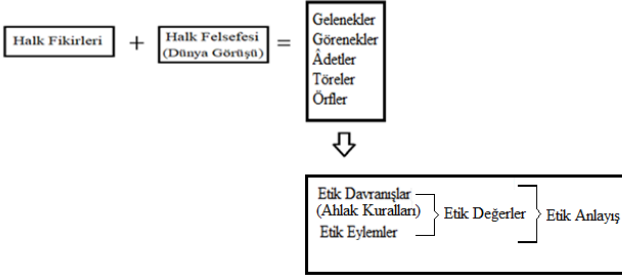 Halk Fikirleri + Halk Felsefesi (Dünya Görüşü) =
Gelenekler
Görenekler
Âdetler
Töreler
Örfler
Etik Davranışlar
(Ahlak Kuralları)
Etik Eylemler
Etik Değerler
Etik Anlayış